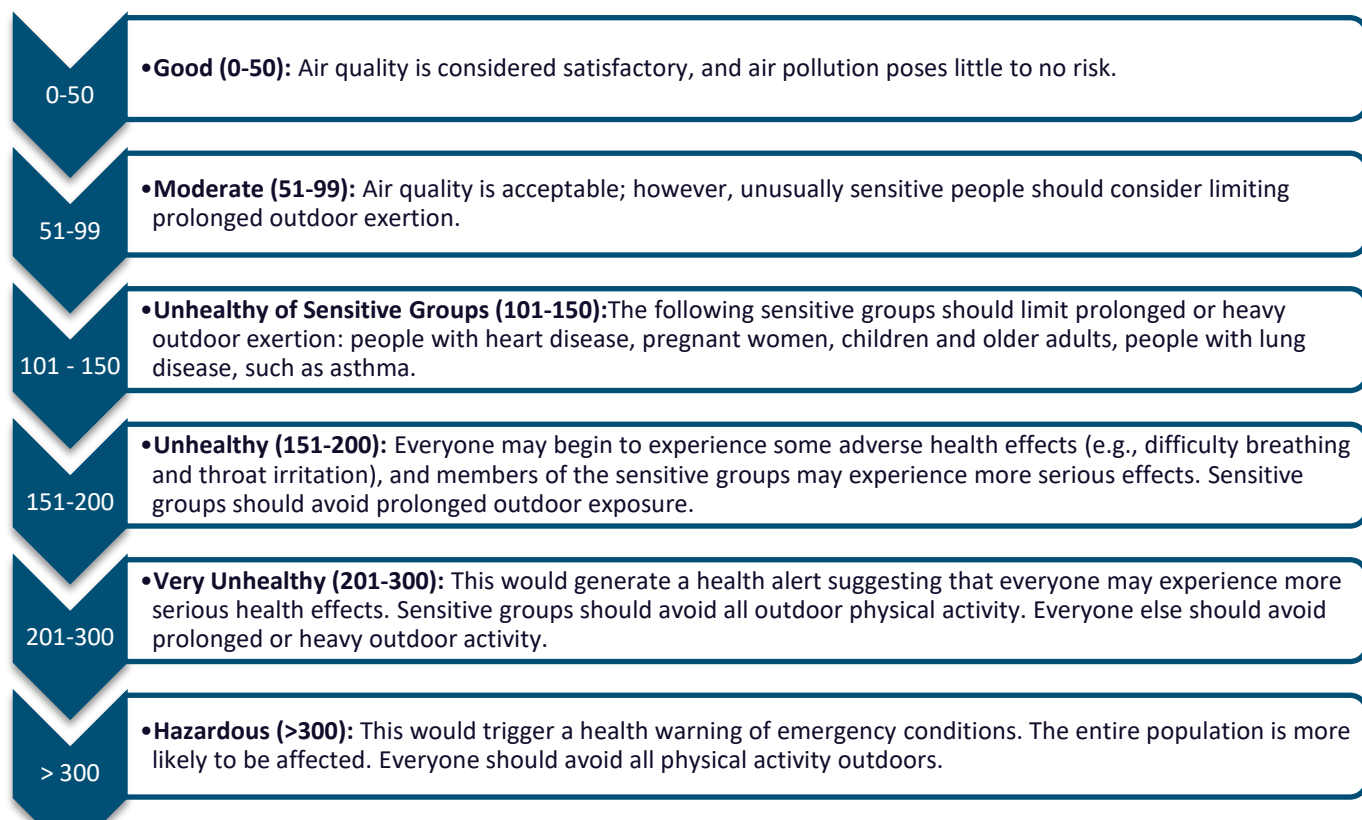 0-50
•Good (0-50): Air quality is considered satisfactory, and air pollution poses little to no risk.
51-99
•Moderate (51-99): Air quality is acceptable; however, unusually sensitive people should consider limiting
prolonged outdoor exertion.
101 - 150
•Unhealthy of Sensitive Groups (101-150):The following sensitive groups should limit prolonged or heavy
outdoor exertion: people with heart disease, pregnant women, children and older adults, people with lung
disease, such as asthma.
151-200
•Unhealthy (151-200): Everyone may begin to experience some adverse health effects (e.g., difficulty breathing
and throat irritation), and members of the sensitive groups may experience more serious effects. Sensitive
groups should avoid prolonged outdoor exposure.
201-300
•Very Unhealthy (201-300): This would generate a health alert suggesting that everyone may experience more
serious health effects. Sensitive groups should avoid all outdoor physical activity. Everyone else should avoid
prolonged or heavy outdoor activity.
> 300
•Hazardous (>300): This would trigger a health warning of emergency conditions. The entire population is more
likely to be affected. Everyone should avoid all physical activity outdoors.